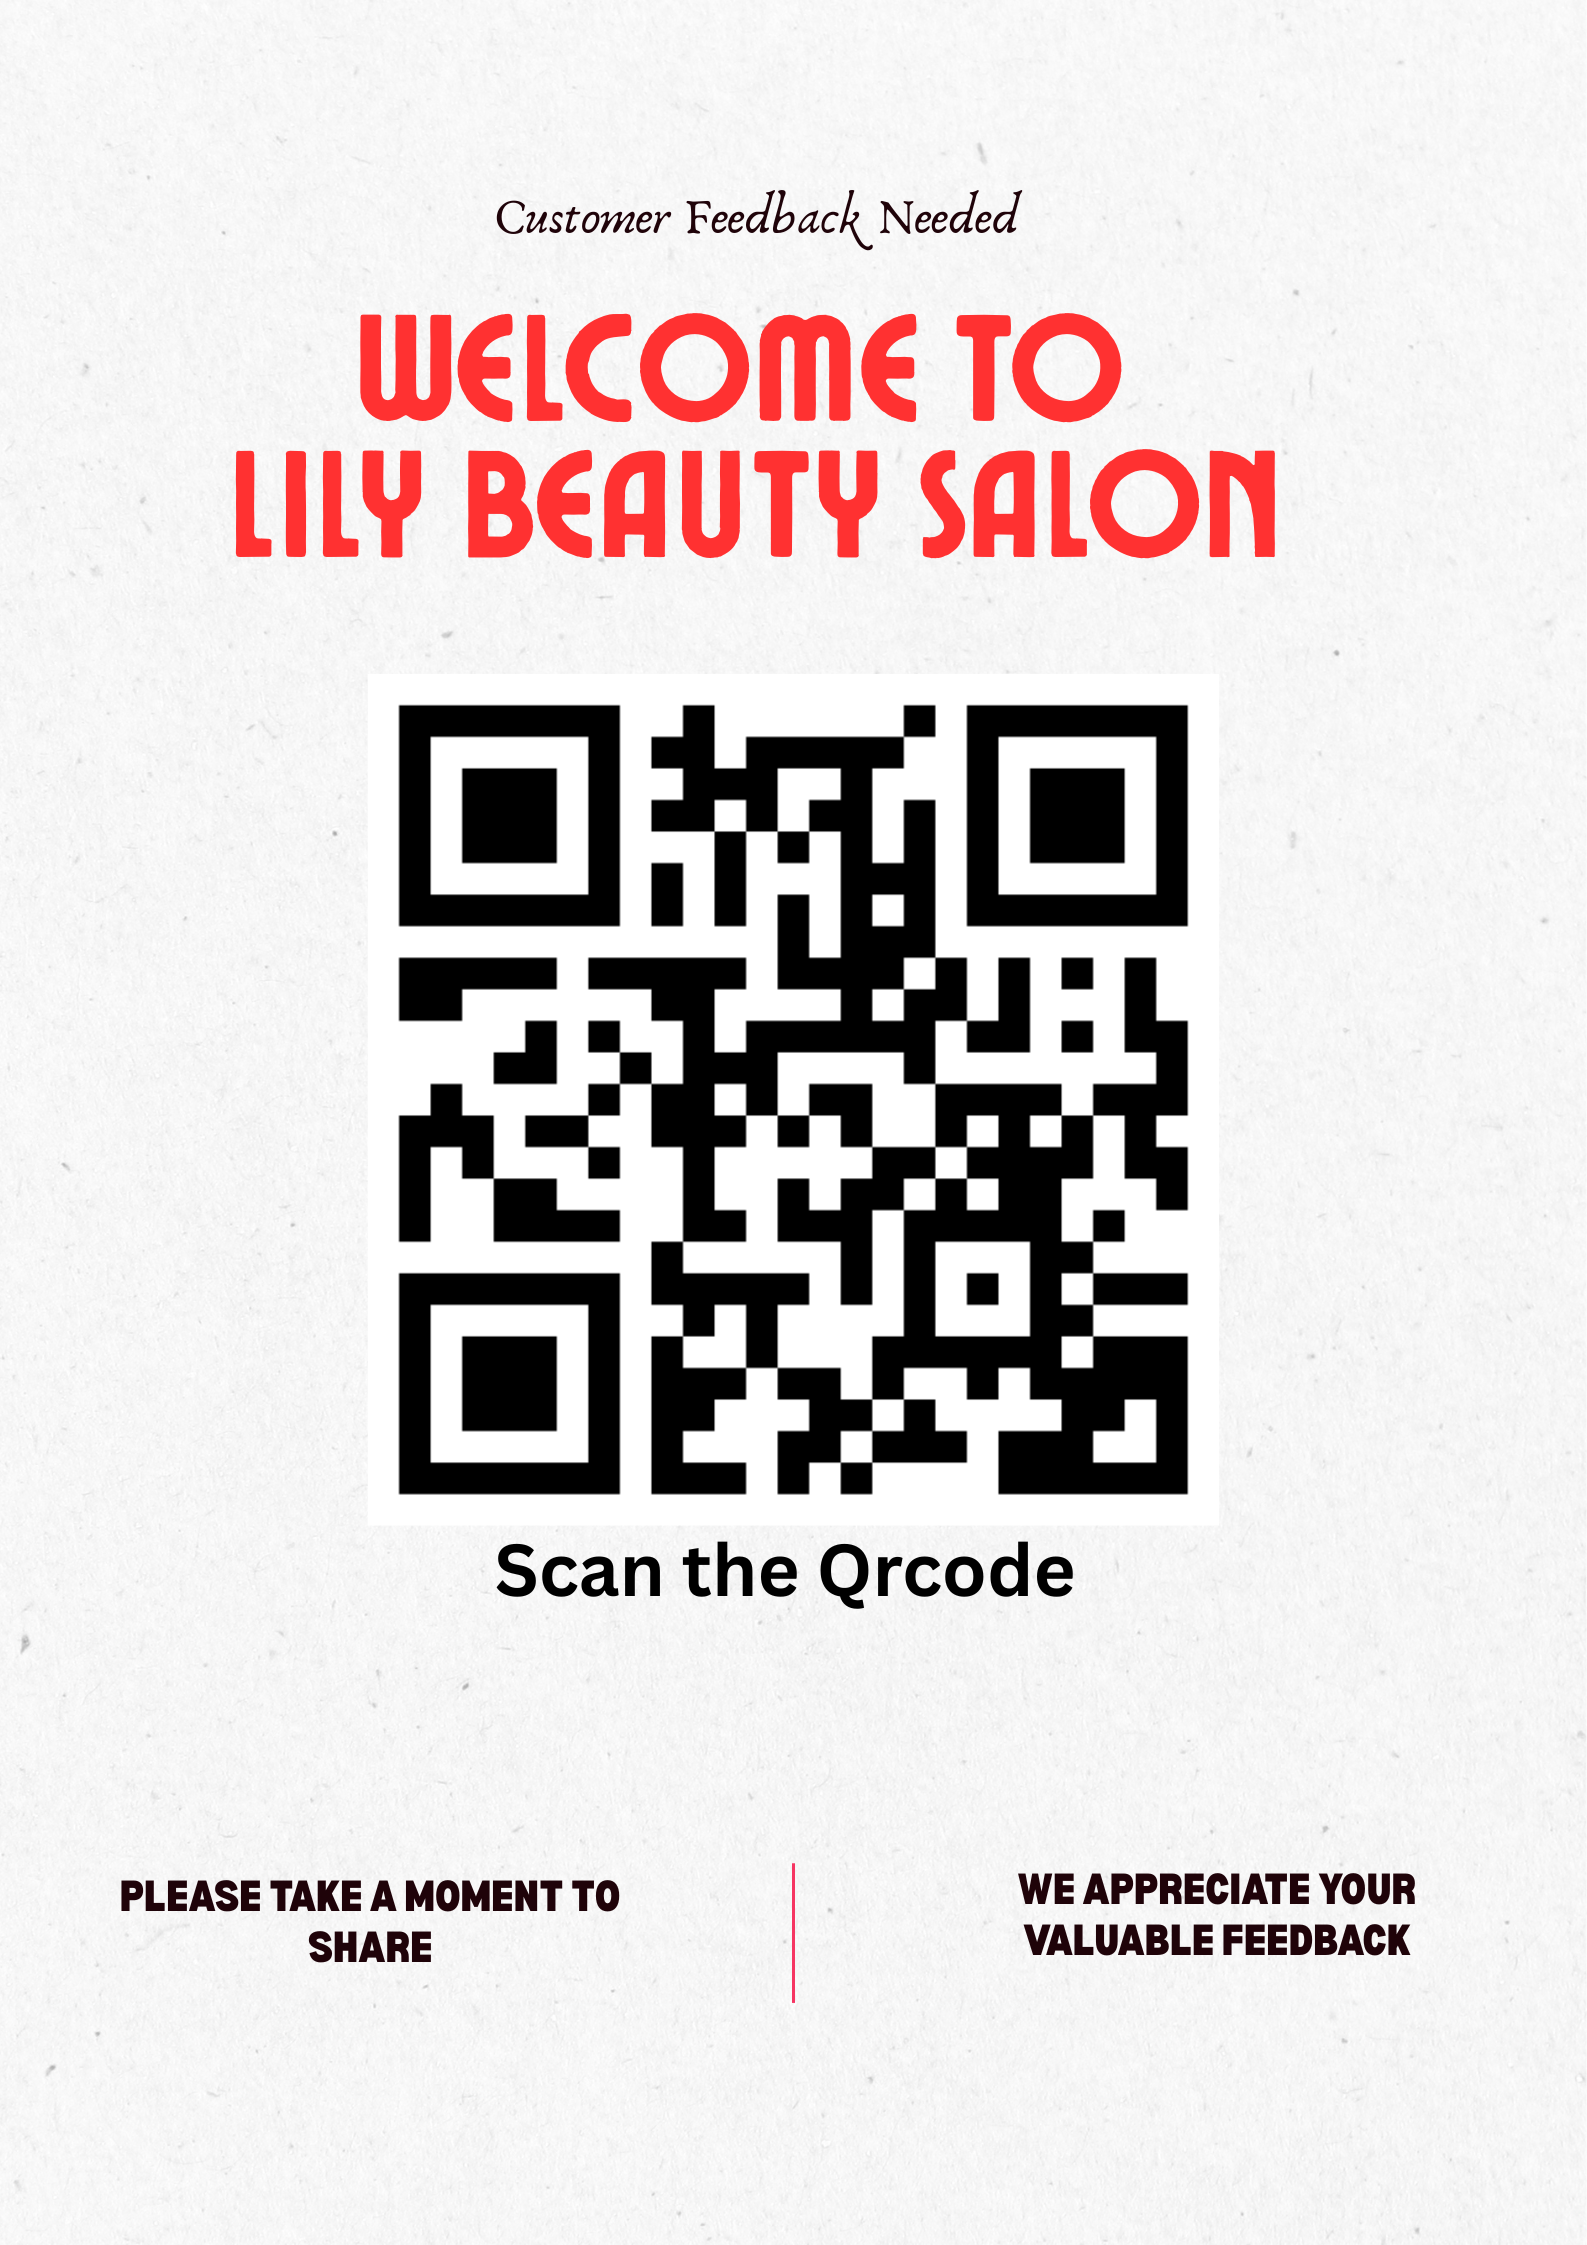 Customer Feedback Needed
WELCOME TO
LILY BEAUTY SALON
Scan the Qrcode
PLEASE TAKE A MOMENT TO
SHARE
WE APPRECIATE YOUR
VALUABLE FEEDBACK